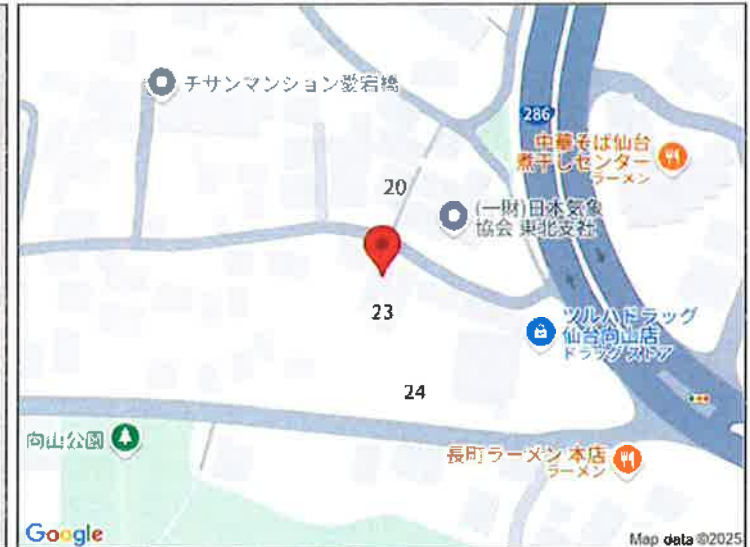 チサンマンション愛宕橋
286
中華そば仙台
煮干しセンター
ラーメン
20
(一財)日本気象
協会 東北支社
23
ツルハドラッグ
仙台向山店
ドラッグストア
24
向山公園
長町ラーメン 本店
ラーメン
Google
Map data ©2025